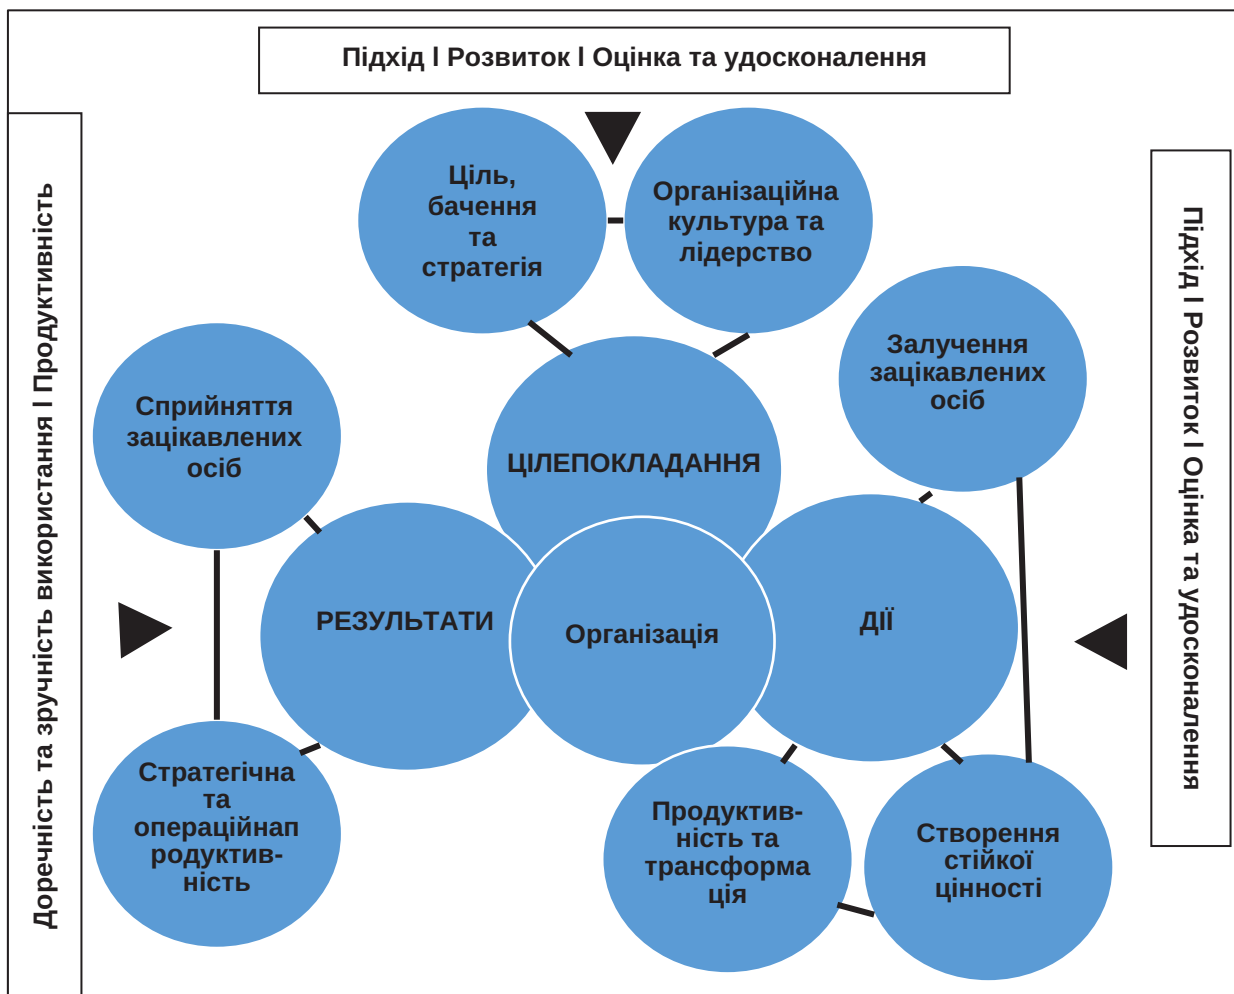 Підхід І Розвиток І Оцінка та удосконалення
Доречність та зручність використання І Продуктивність
Ціль,
бачення
та
стратегія
Організаційна
культура та
лідерство
Залучення
зацікавлених
осіб
Підхід І Розвиток І Оцінка та удосконалення
Сприйняття
зацікавлених
осіб
ЦІЛЕПОКЛАДАННЯ
РЕЗУЛЬТАТИ
Організація
ДІЇ
Стратегічна
та
операційнап
родуктив-
ність
Продуктив-
ність та
трансформа
ція
Створення
стійкої
цінності